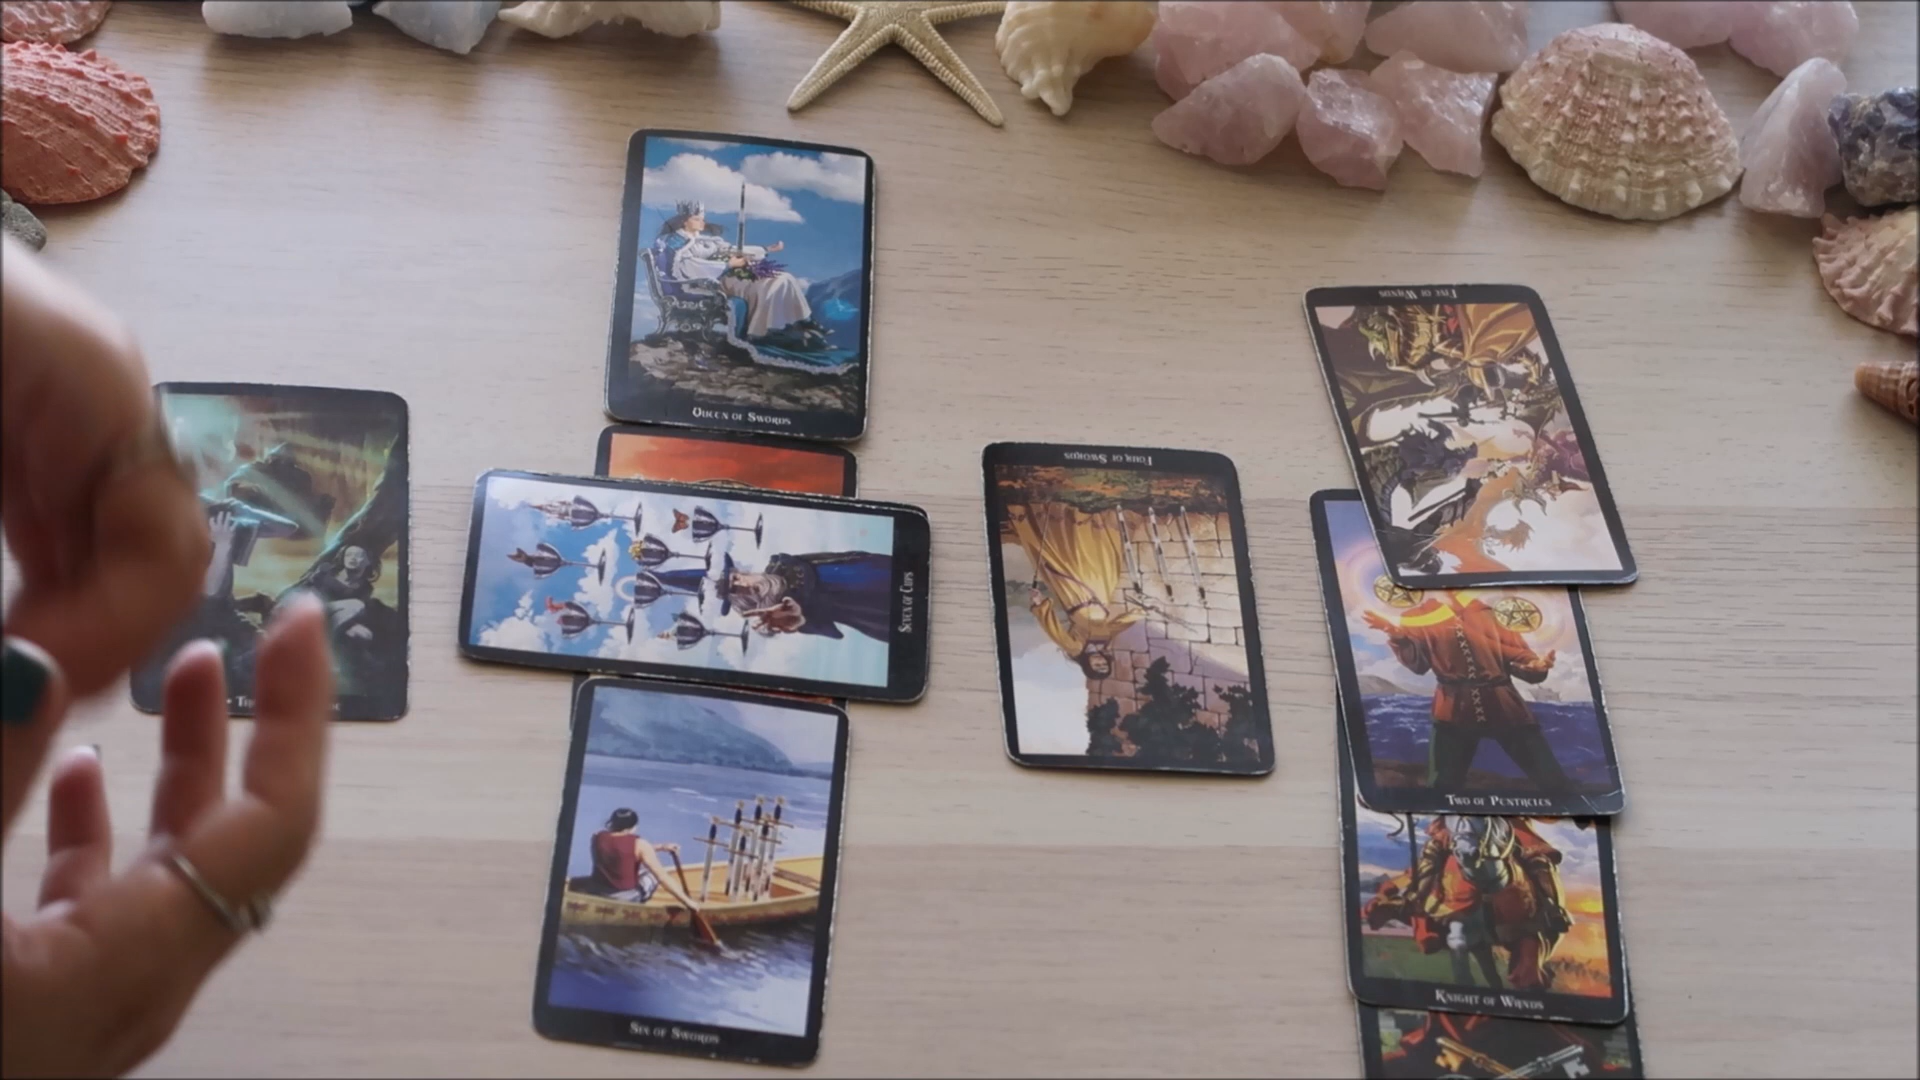 Queen of Swords
Five of Wands
Four of Swords
Seven of Cups
Two of Pentacles
Knight of Wands
Six of Swords